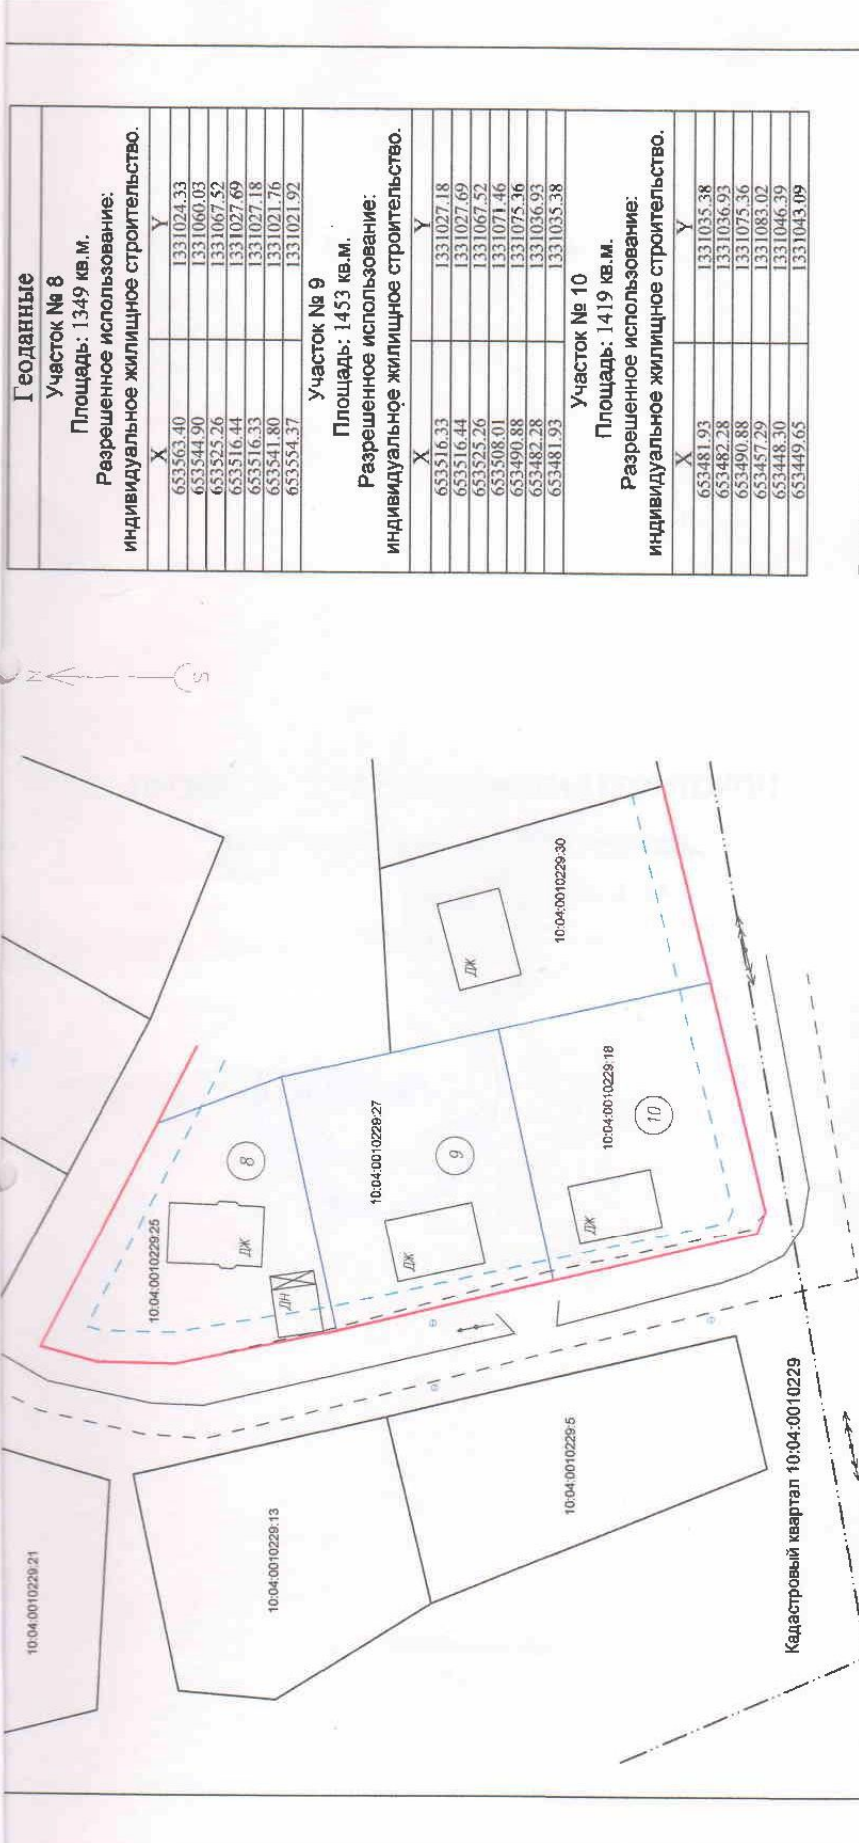 Геоданные
Участок № 8
Площадь: 1349 кв.м.
Разрешенное использование:
индивидуальное жилищное строительство.
X Y
653563.40 1331024.33
653544.90 1331060.03
653525.26 1331067.52
653516.44 1331027.69
653516.33 1331027.18
653541.80 1331021.76
653554.37 1331021.92
Участок № 9
Площадь: 1453 кв.м.
Разрешенное использование:
индивидуальное жилищное строительство.
X Y
653516.33 1331027.18
653516.44 1331027.69
653525.26 1331067.52
653508.01 1331071.46
653490.88 1331075.36
653482.28 1331036.93
653481.93 1331035.38
Участок № 10
Площадь: 1419 кв.м.
Разрешенное использование:
индивидуальное жилищное строительство.
X Y
653481.93 1331035.38
653482.28 1331036.93
653490.88 1331075.36
653457.29 1331083.02
653448.30 1331046.39
653449.65 1331043.09
N
S
10:04:0010229:21
10:04:0010229:25
8
ДЖ
ДН
10:04:0010229:13
10:04:0010229:27
9
ДЖ
10:04:0010229:30
ДЖ
10:04:0010229:18
10
ДЖ
10:04:0010229:5
Кадастровый квартал 10:04:0010229